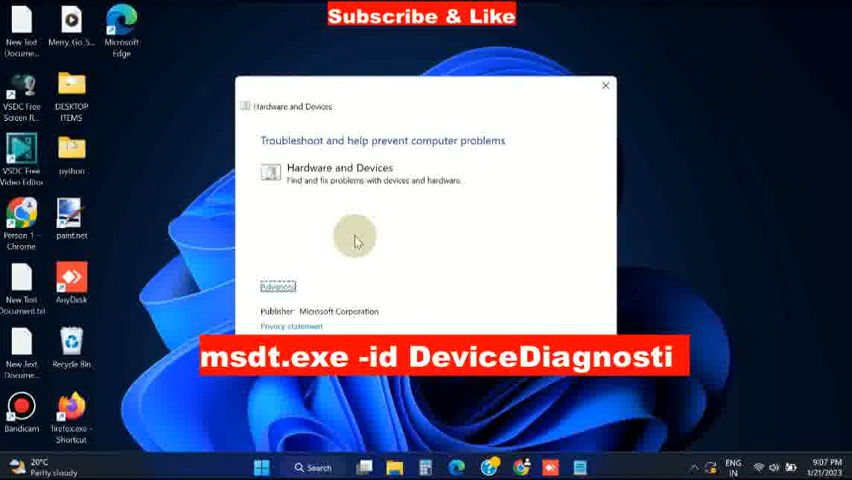 Subscribe & Like
New Text
Docume...
Merry_Go_S...
Microsoft
Edge
VSDC Free
Screen R...
DESKTOP
ITEMS
VSDC Free
Video Editor
python
Person 1 -
Chrome
paint.net
New Text
Document.txt
AnyDesk
New Text
Docume...
Recycle Bin
Bandicam
firefox.exe -
Shortcut
Hardware and Devices
Troubleshoot and help prevent computer problems
Hardware and Devices
Find and fix problems with devices and hardware.
Advanced
Publisher: Microsoft Corporation
Privacy statement
msdt.exe -id DeviceDiagnosti
20°C
Partly cloudy
Search
ENG
IN
9:07 PM
1/21/2023